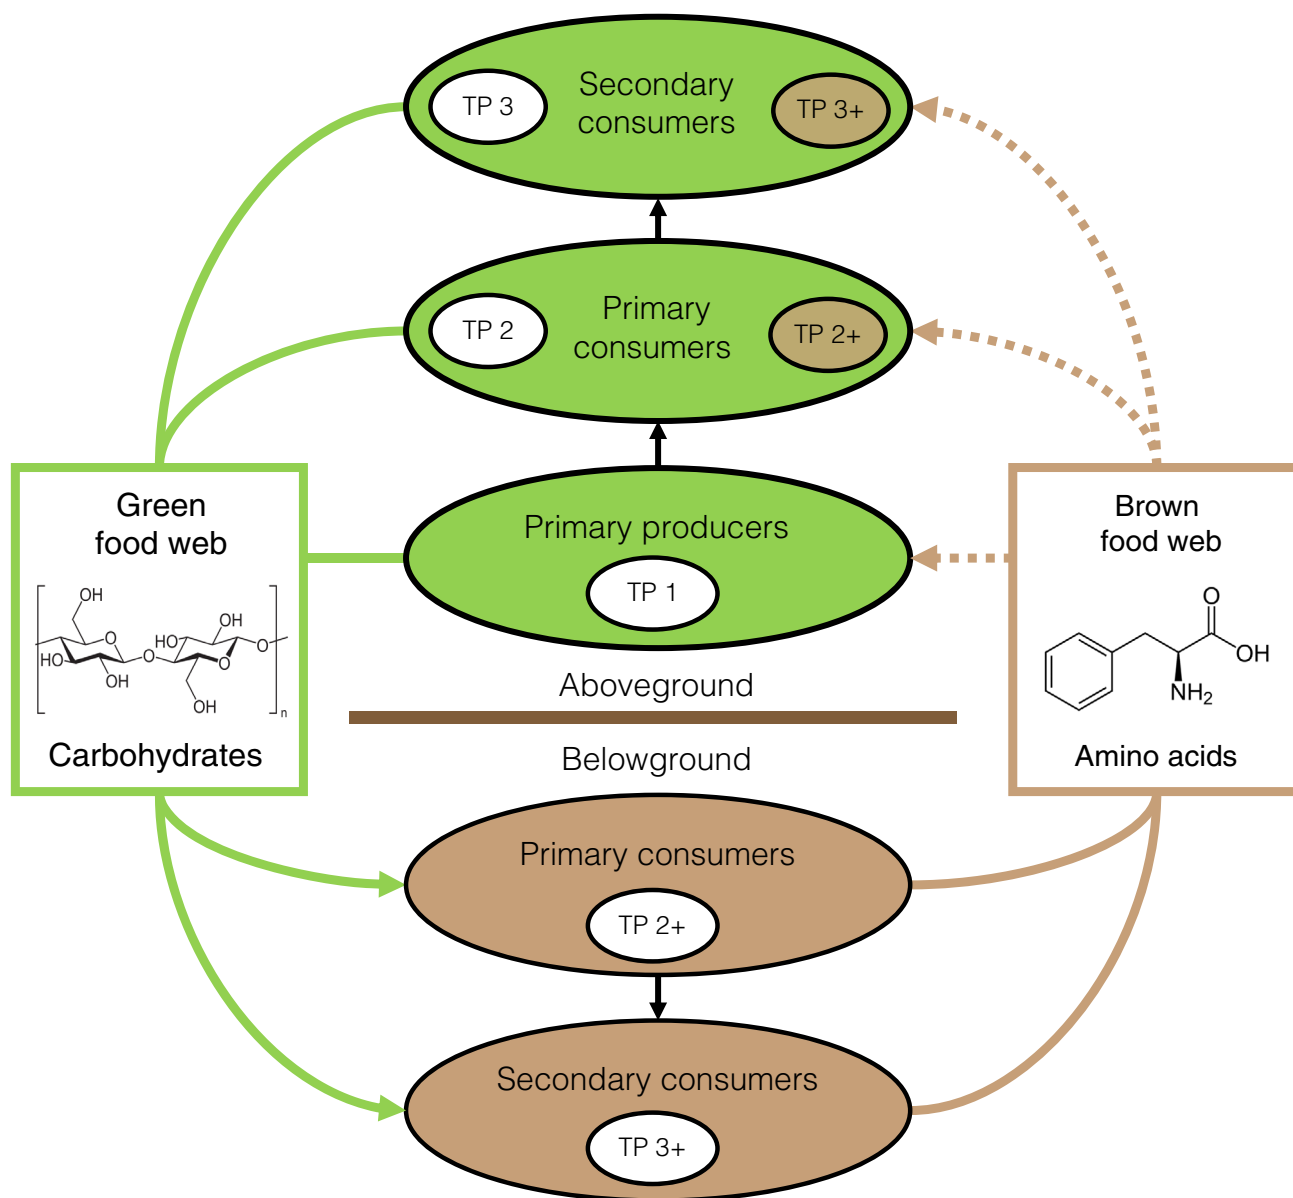 TP 3
Secondary
consumers
TP 3+
TP 2
Primary
consumers
TP 2+
Primary producers
TP 1
Green
food web
OH
O
OH
HO
O
HO
OH
O
O
OH
n
Carbohydrates
Brown
food web
O
OH
NH₂
Amino acids
Aboveground
Belowground
Primary consumers
TP 2+
Secondary consumers
TP 3+